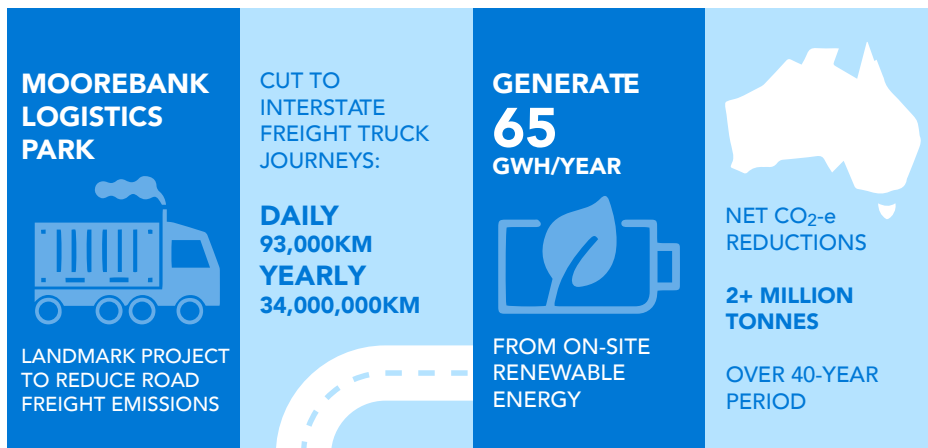 MOOREBANK
LOGISTICS
PARK
LANDMARK PROJECT
TO REDUCE ROAD
FREIGHT EMISSIONS
CUT TO
INTERSTATE
FREIGHT TRUCK
JOURNEYS:
DAILY
93,000KM
YEARLY
34,000,000KM
GENERATE
65
GWH/YEAR
FROM ON-SITE
RENEWABLE
ENERGY
NET CO₂-e
REDUCTIONS
2+ MILLION
TONNES
OVER 40-YEAR
PERIOD